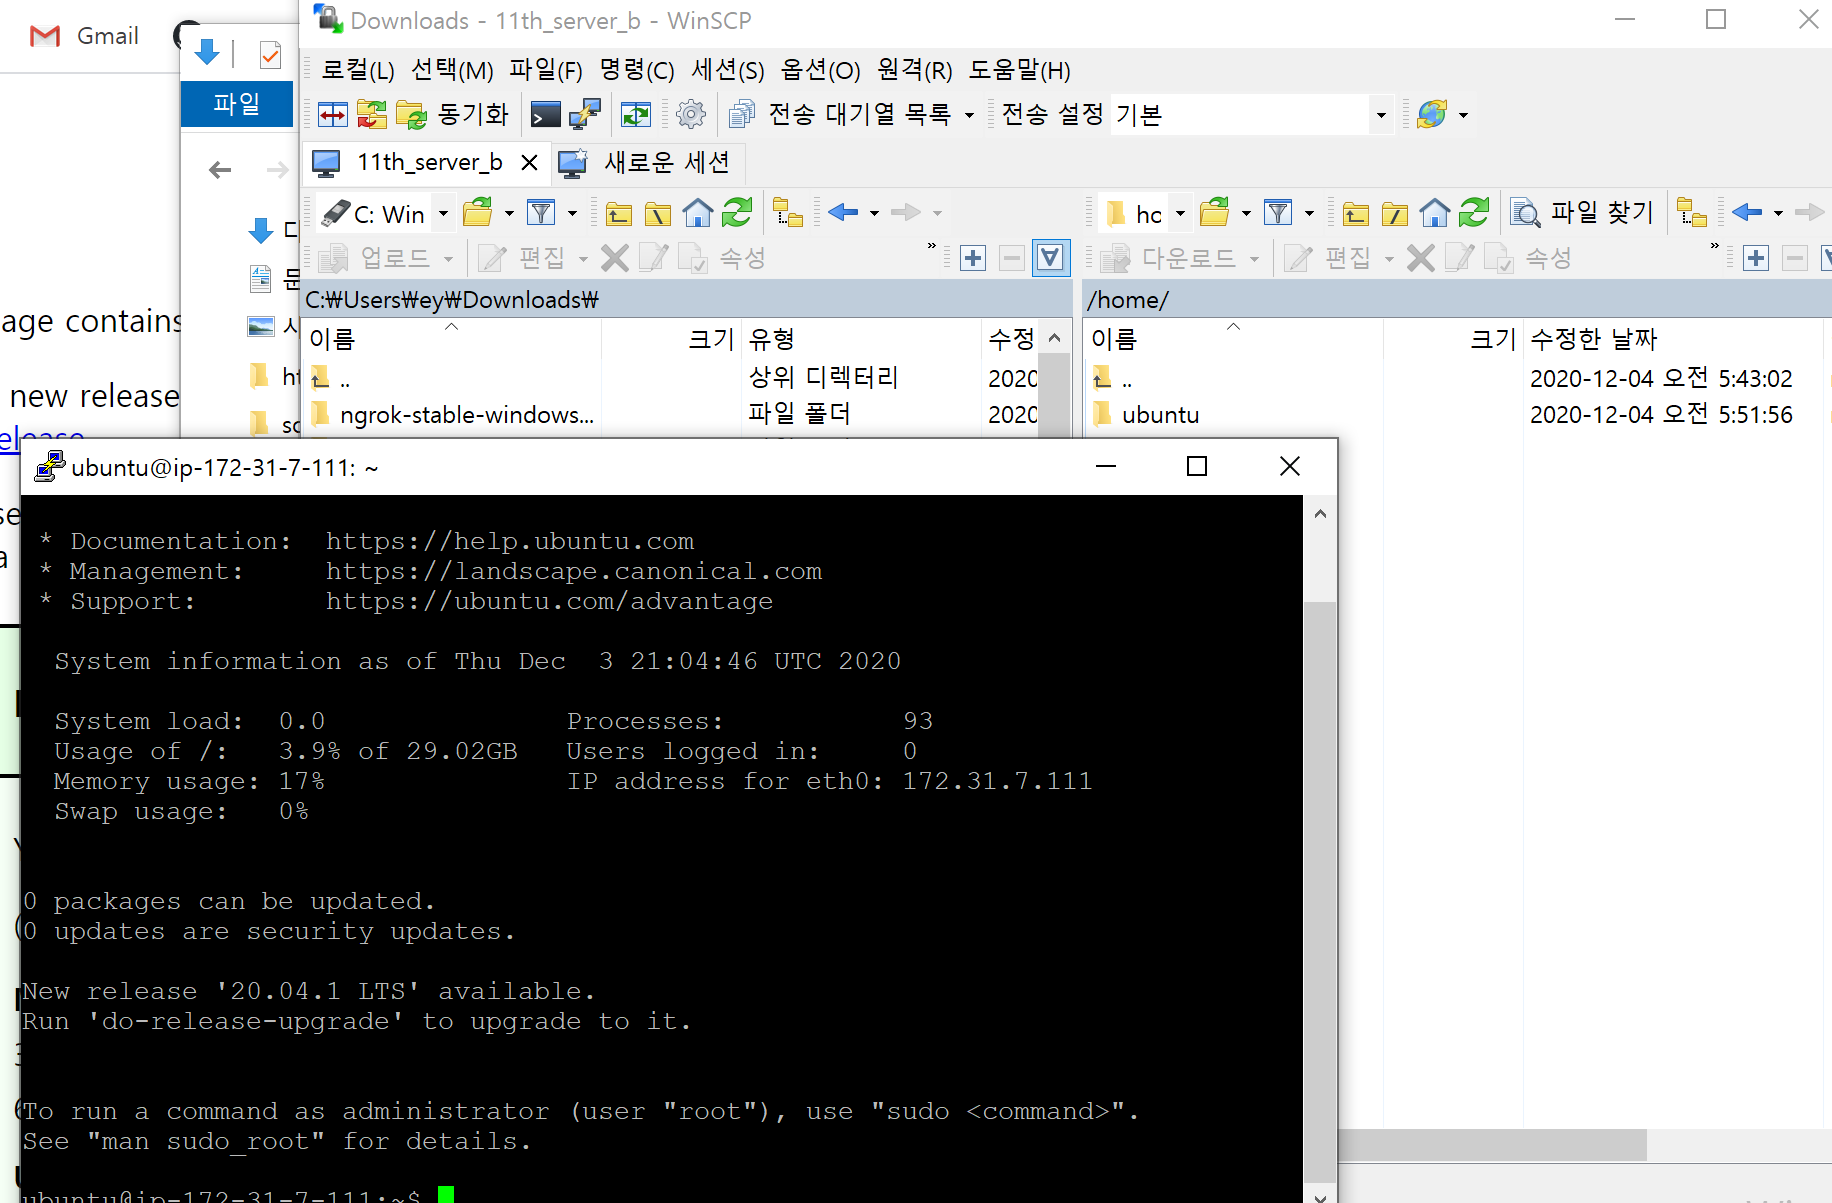 Gmail
파일
age contains
new release
elease
Downloads - 11th_server_b - WinSCP
로컬(L) 선택(M) 파일(F) 명령(C) 세션(S) 옵션(O) 원격(R) 도움말(H)
동기화 전송 대기열 목록 전송 설정 기본
11th_server_b 새로운 세션
C: Win
파일 찾기
업로드 편집 속성
다운로드 편집 속성
C:₩Users₩ey₩Downloads₩
/home/
이름 크기 유형 수정
.. 상위 디렉터리 2020
ngrok-stable-windows... 파일 폴더 2020
이름 크기 수정한 날짜
.. 2020-12-04 오전 5:43:02
ubuntu 2020-12-04 오전 5:51:56
ubuntu@ip-172-31-7-111: ~
* Documentation: https://help.ubuntu.com
* Management: https://landscape.canonical.com
* Support: https://ubuntu.com/advantage
System information as of Thu Dec 3 21:04:46 UTC 2020
System load: 0.0 Processes: 93
Usage of /: 3.9% of 29.02GB Users logged in: 0
Memory usage: 17% IP address for eth0: 172.31.7.111
Swap usage: 0%
0 packages can be updated.
0 updates are security updates.
New release '20.04.1 LTS' available.
Run 'do-release-upgrade' to upgrade to it.
To run a command as administrator (user "root"), use "sudo <command>".
See "man sudo_root" for details.
ubuntu@ip-172-31-7-111:~$